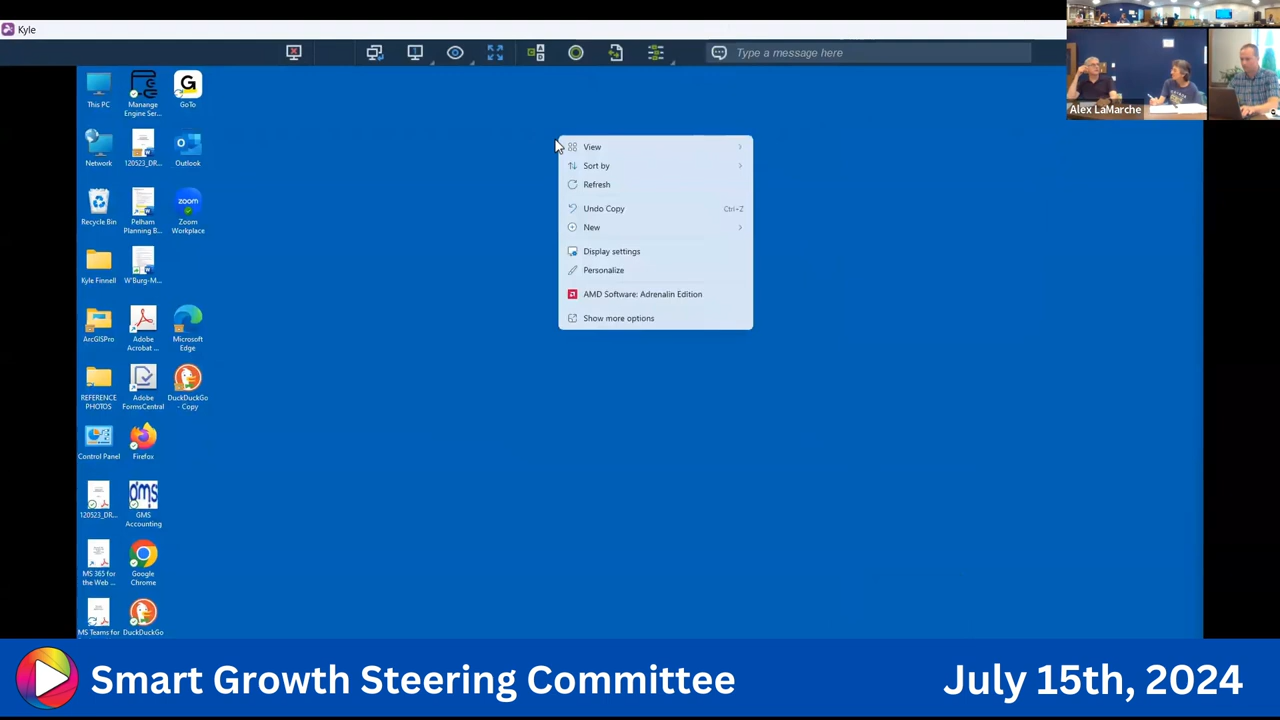 Kyle
Type a message here
Alex LaMarche
This PC
Manange
Engine Ser...
GoTo
Network
120523_DR...
Outlook
Recycle Bin
Pelham
Planning B...
Zoom
Workplace
zoom
Kyle Finnell
W'Burg-M...
ArcGISPro
Adobe
Acrobat ...
Microsoft
Edge
REFERENCE
PHOTOS
Adobe
FormsCentral
DuckDuckGo
- Copy
Control Panel
Firefox
120523_DR...
gms
GMS
Accounting
MS 365 for
the Web ...
Google
Chrome
MS Teams for
DuckDuckGo
View
Sort by
Refresh
Undo Copy Ctrl+Z
New
Display settings
Personalize
AMD Software: Adrenalin Edition
Show more options
Smart Growth Steering Committee
July 15th, 2024